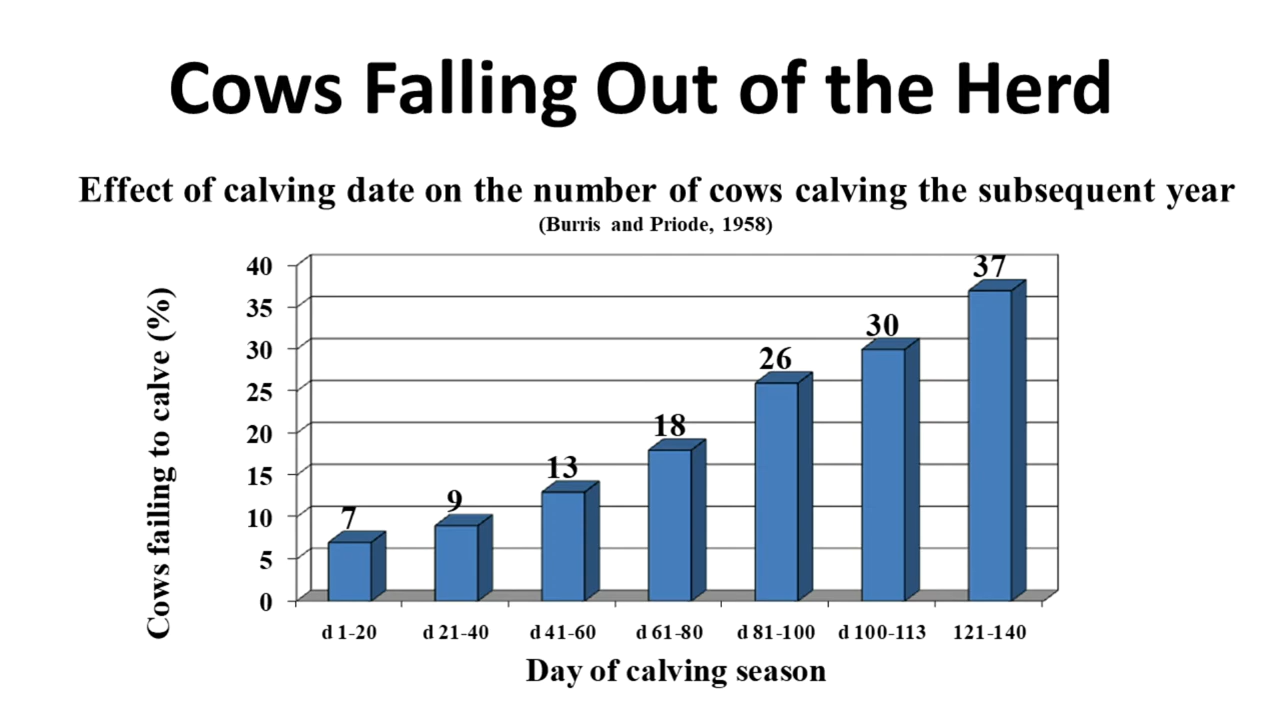 Cows Falling Out of the Herd
Effect of calving date on the number of cows calving the subsequent year
(Burris and Priode, 1958)
Cows failing to calve (%)
40
35
30
25
20
15
10
5
0
7
9
13
18
26
30
37
d 1-20
d 21-40
d 41-60
d 61-80
d 81-100
d 100-113
121-140
Day of calving season